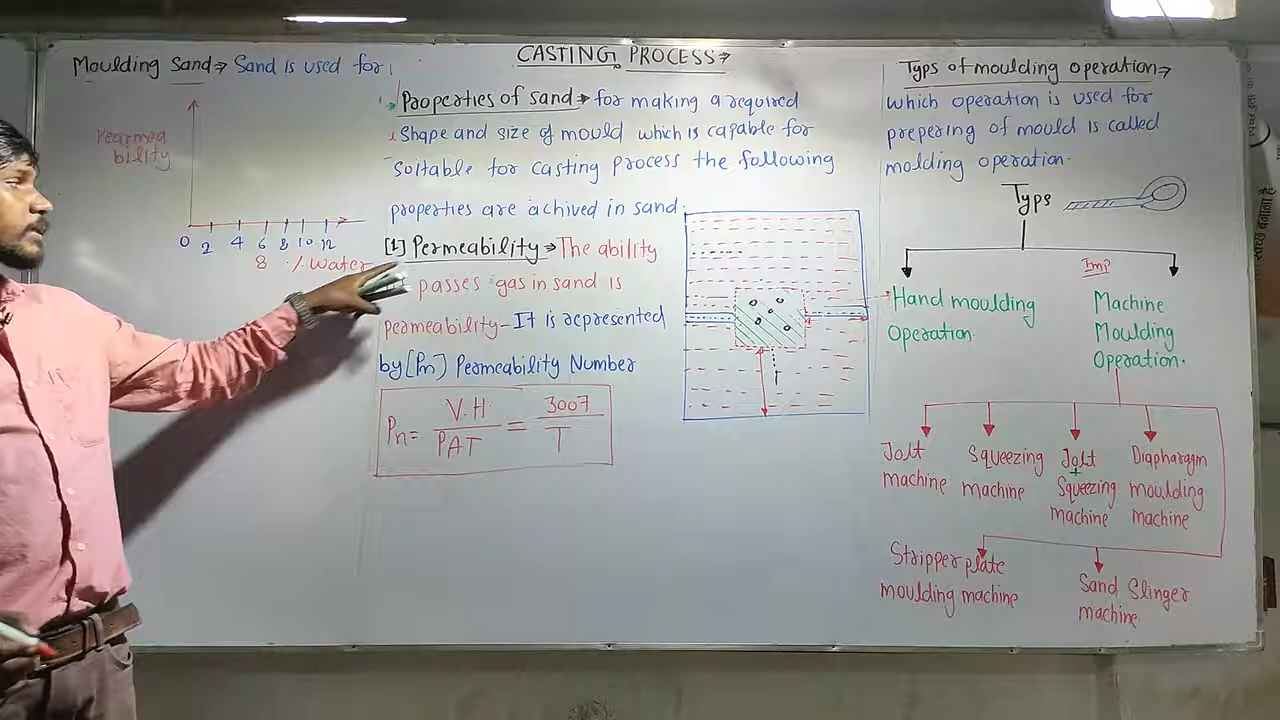 CASTING PROCESS→
Moulding Sand→ Sand is used for
Pearmea
bility
0 2 4 6 8 10 12
8 % Water
Properties of sand→ for making a required
Shape and size of mould which is capable for
Suitable for casting process the following
properties are achived in sand.
[1] Permeability→ The ability
passes gas in sand is
permeability- It is represented
by [Pn] Permeability Number
Pn = V.H. / PAT = 3007 / T
Typs of moulding operation→
Which operation is used for
prepering of mould is called
molding operation.
Typs
Imp
Hand moulding
Operation.
Machine
Moulding
Operation.
Jolt
machine
Squeezing
machine
Jolt
+
Squeezing
machine
Diapharagm
moulding
machine
Stripper plate
moulding machine
Sand Slinger
machine.